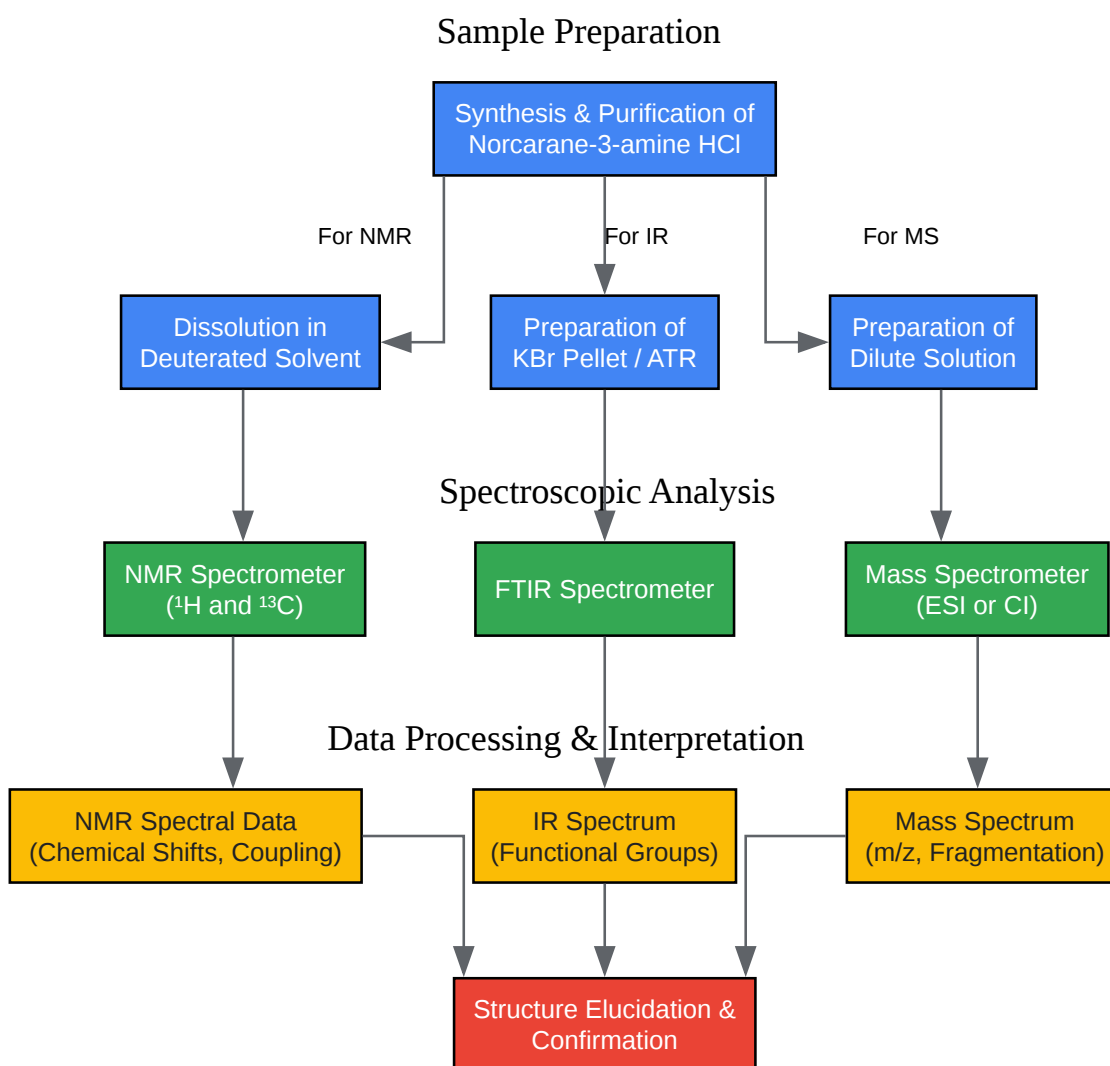 Sample Preparation
Synthesis & Purification of
Norcarane-3-amine HCl
For NMR
For IR
For MS
Dissolution in
Deuterated Solvent
Preparation of
KBr Pellet / ATR
Preparation of
Dilute Solution
Spectroscopic Analysis
NMR Spectrometer
(¹H and ¹³C)
FTIR Spectrometer
Mass Spectrometer
(ESI or CI)
Data Processing & Interpretation
NMR Spectral Data
(Chemical Shifts, Coupling)
IR Spectrum
(Functional Groups)
Mass Spectrum
(m/z, Fragmentation)
Structure Elucidation &
Confirmation